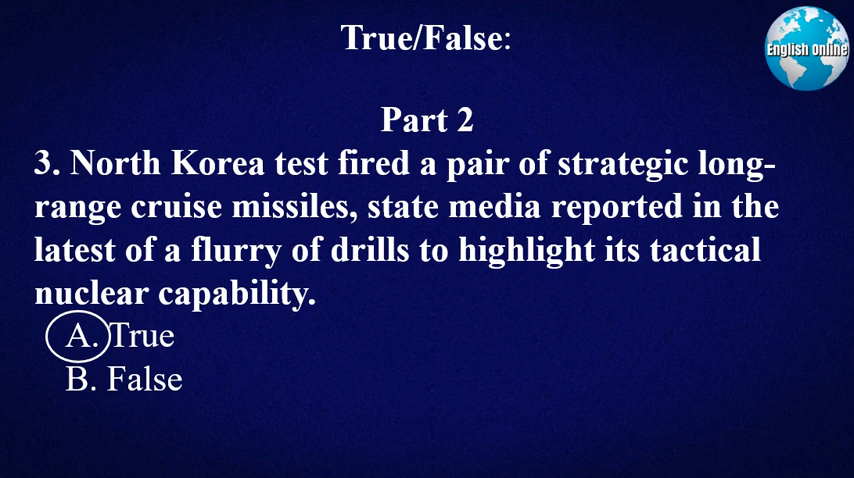 True/False:
English Online
Part 2
3. North Korea test fired a pair of strategic long-
range cruise missiles, state media reported in the
latest of a flurry of drills to highlight its tactical
nuclear capability.
A. True
B. False